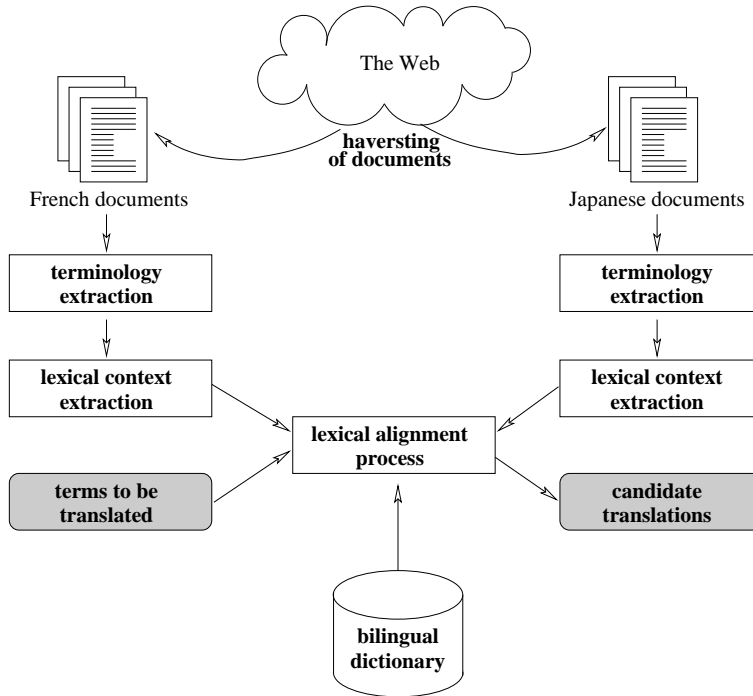 The Web
haversting
of documents
French documents
Japanese documents
terminology
extraction
terminology
extraction
lexical context
extraction
lexical context
extraction
lexical alignment
process
terms to be
translated
candidate
translations
bilingual
dictionary